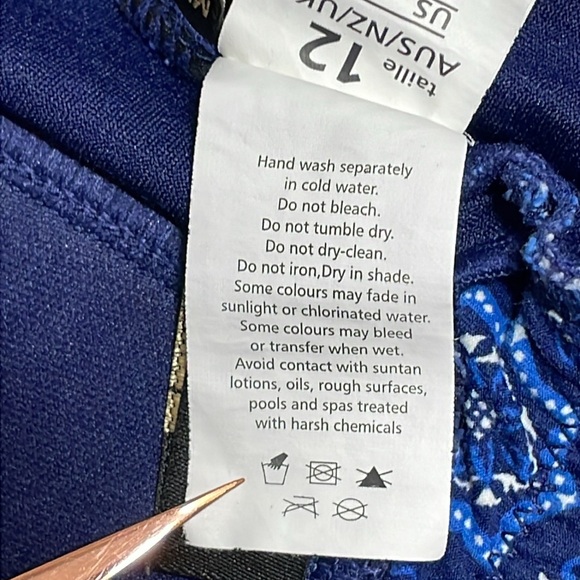 US
AUS/NZ/UK
taille 12
Hand wash separately
in cold water.
Do not bleach.
Do not tumble dry.
Do not dry-clean.
Do not iron,Dry in shade.
Some colours may fade in
sunlight or chlorinated water.
Some colours may bleed
or transfer when wet.
Avoid contact with suntan
lotions, oils, rough surfaces,
pools and spas treated
with harsh chemicals